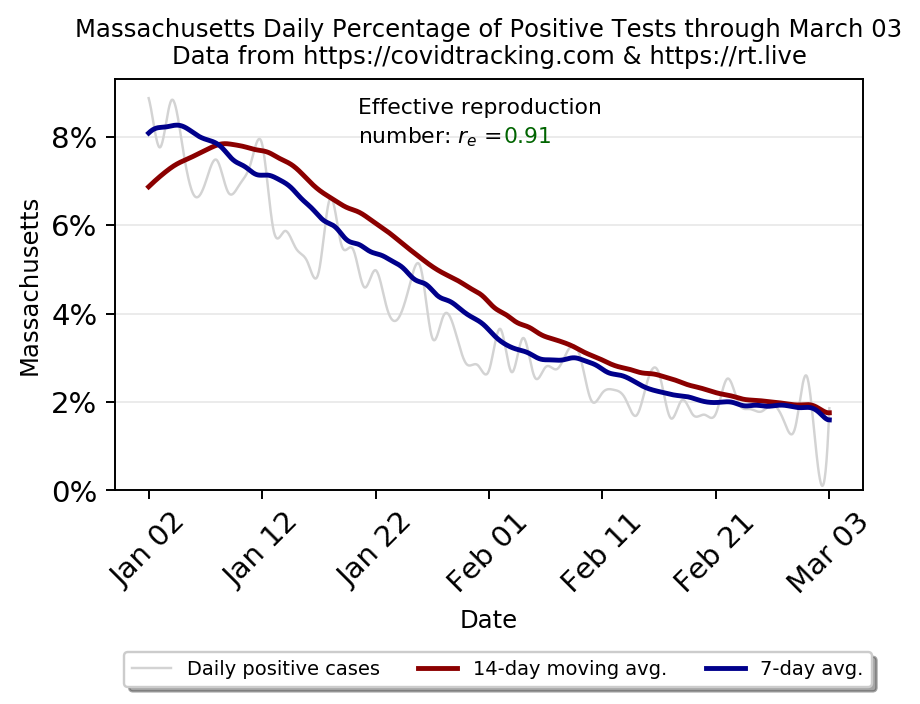 Massachusetts Daily Percentage of Positive Tests through March 03
Data from https://covidtracking.com & https://rt.live
Effective reproduction
number: re =0.91
8%
6%
4%
2%
0%
Massachusetts
Jan 02
Jan 12
Jan 22
Feb 01
Feb 11
Feb 21
Mar 03
Date
Daily positive cases
14-day moving avg.
7-day avg.